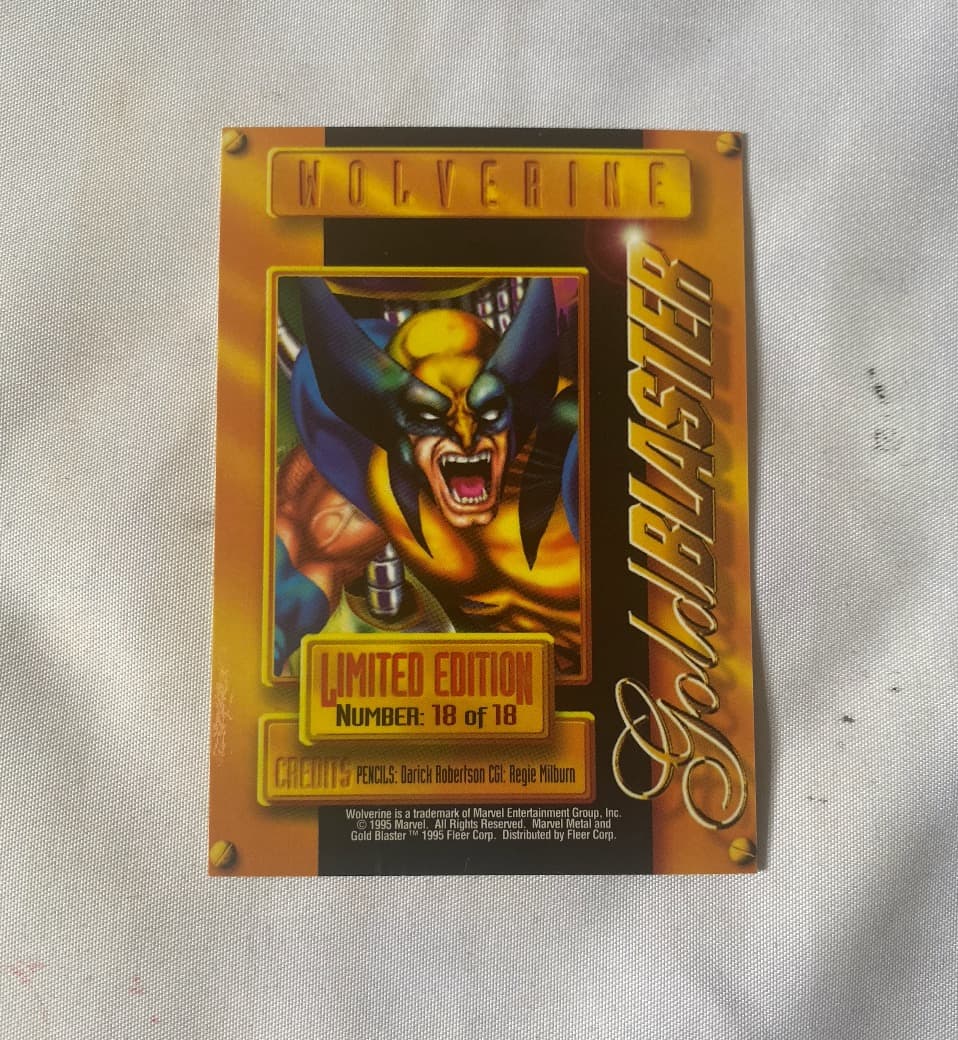 WOLVERINE
GoldBLASTER
LIMITED EDITION
NUMBER: 18 of 18
CREDITS PENCILS: Darick Robertson CGI: Regie Milburn
Wolverine is a trademark of Marvel Entertainment Group, Inc.
© 1995 Marvel. All Rights Reserved. Marvel Metal and
Gold Blaster ™ 1995 Fleer Corp. Distributed by Fleer Corp.